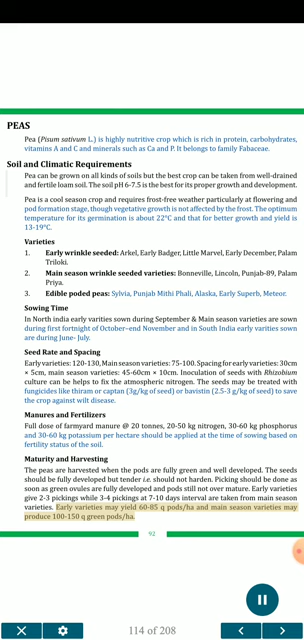 PEAS
Pea (Pisum sativum L.) is highly nutritive crop which is rich in protein, carbohydrates,
vitamins A and C and minerals such as Ca and P. It belongs to family Fabaceae.
Soil and Climatic Requirements
Pea can be grown on all kinds of soils but the best crop can be taken from well-drained
and fertile loam soil. The soil pH 6-7.5 is the best for its proper growth and development.
Pea is a cool season crop and requires frost-free weather particularly at flowering and
pod formation stage, though vegetative growth is not affected by the frost. The optimum
temperature for its germination is about 22°C and that for better growth and yield is
13-19°C.
Varieties
1. Early wrinkle seeded: Arkel, Early Badger, Little Marvel, Early December, Palam
Triloki.
2. Main season wrinkle seeded varieties: Bonneville, Lincoln, Punjab-89, Palam
Priya.
3. Edible poded peas: Sylvia, Punjab Mithi Phali, Alaska, Early Superb, Meteor.
Sowing Time
In North india early varities sown during September & Main season varieties are sown
during first fortnight of October–end November and in South India early varieties sown
are during June- July.
Seed Rate and Spacing
Early varieties: 120-130, Main season varieties: 75-100. Spacing for early varieties: 30cm
× 5cm, main season varieties: 45-60cm × 10cm. Inoculation of seeds with Rhizobium
culture can be helps to fix the atmospheric nitrogen. The seeds may be treated with
fungicides like thiram or captan (3g/kg of seed) or bavistin (2.5-3 g/kg of seed) to save
the crop against wilt disease.
Manures and Fertilizers
Full dose of farmyard manure @ 20 tonnes, 20-50 kg nitrogen, 30-60 kg phosphorus
and 30-60 kg potassium per hectare should be applied at the time of sowing based on
fertility status of the soil.
Maturity and Harvesting
The peas are harvested when the pods are fully green and well developed. The seeds
should be fully developed but tender i.e. should not harden. Picking should be done as
soon as green ovules are fully developed and pods still not over mature. Early varieties
give 2-3 pickings while 3-4 pickings at 7-10 days interval are taken from main season
varieties. Early varieties may yield 60-85 q pods/ha and main season varieties may
produce 100-150 q green pods/ha.
92
114 of 208